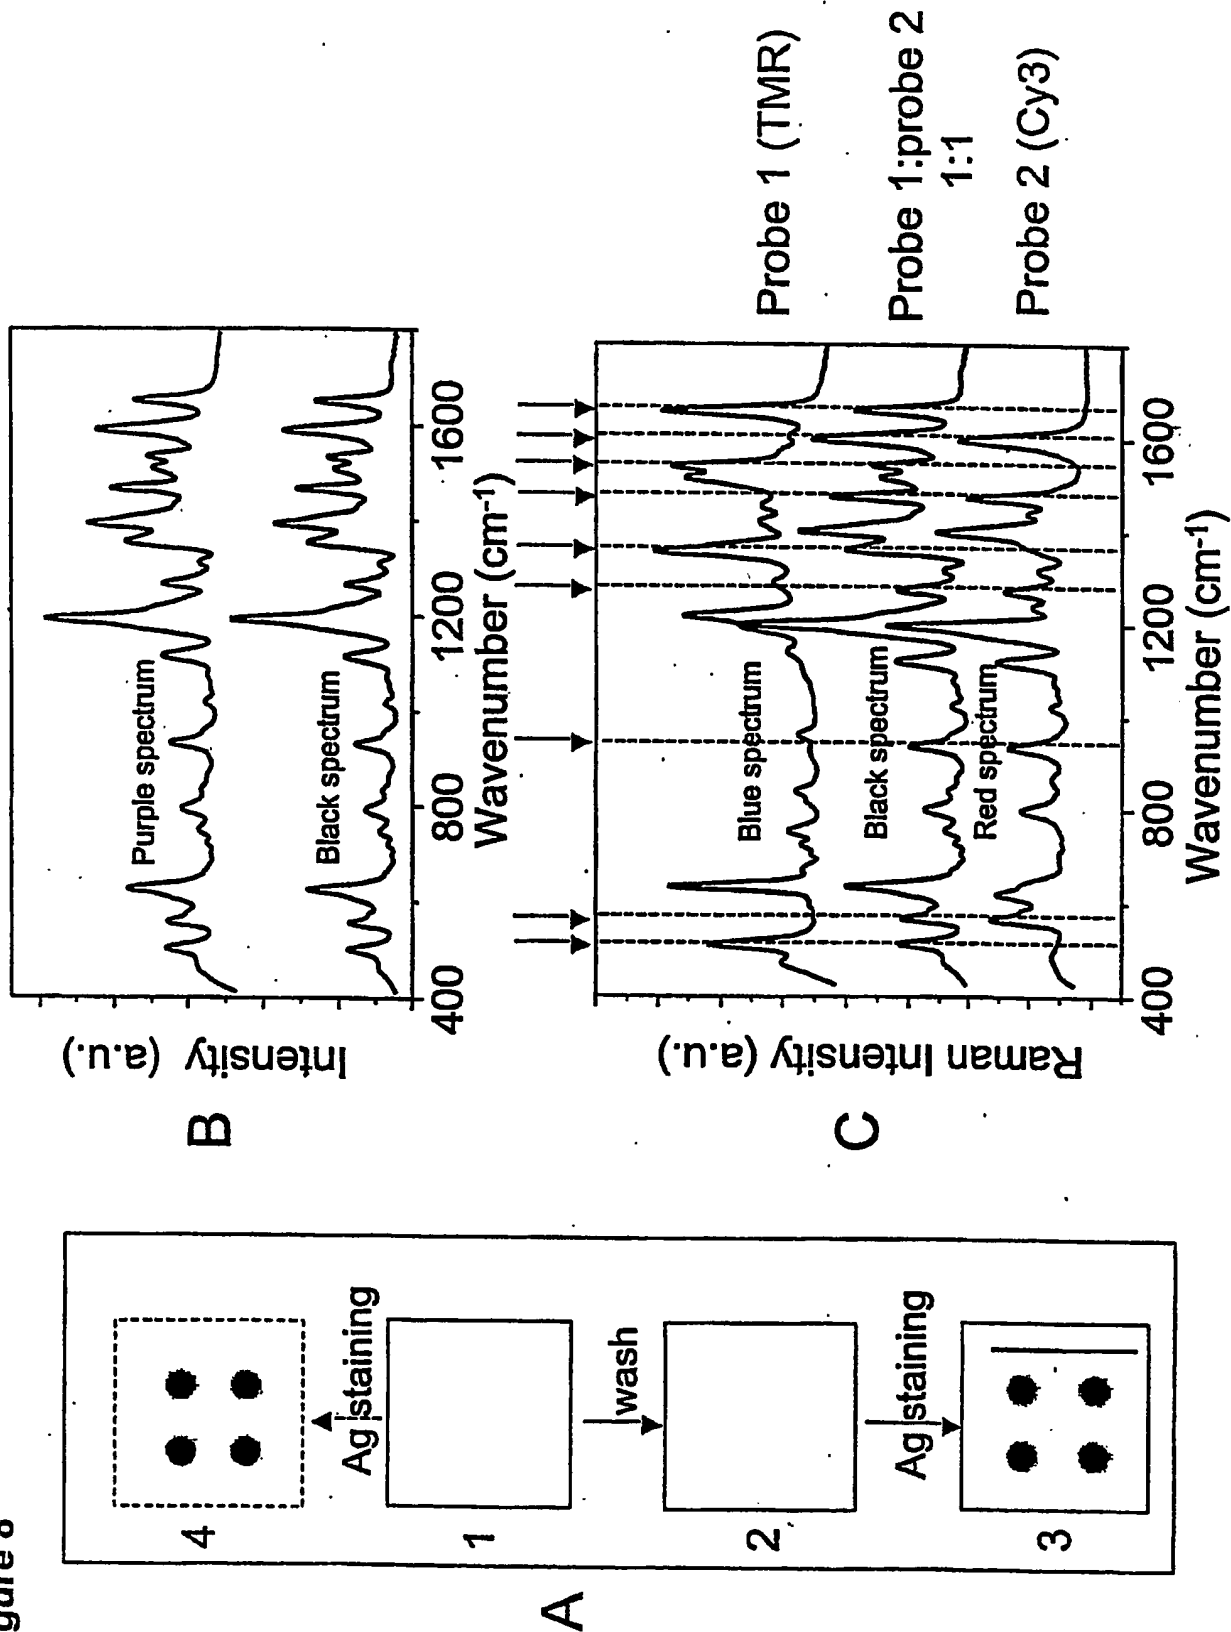 gure 8
A
4
Ag staining
1
wash
2
Ag staining
3
B
Intensity (a.u.)
Purple spectrum
Black spectrum
400
800
1200
1600
Wavenumber (cm-1)
C
Raman Intensity (a.u.)
Blue spectrum
Black spectrum
Red spectrum
Probe 1 (TMR)
Probe 1:probe 2
1:1
Probe 2 (Cy3)
400
800
1200
1600
Wavenumber (cm-1)